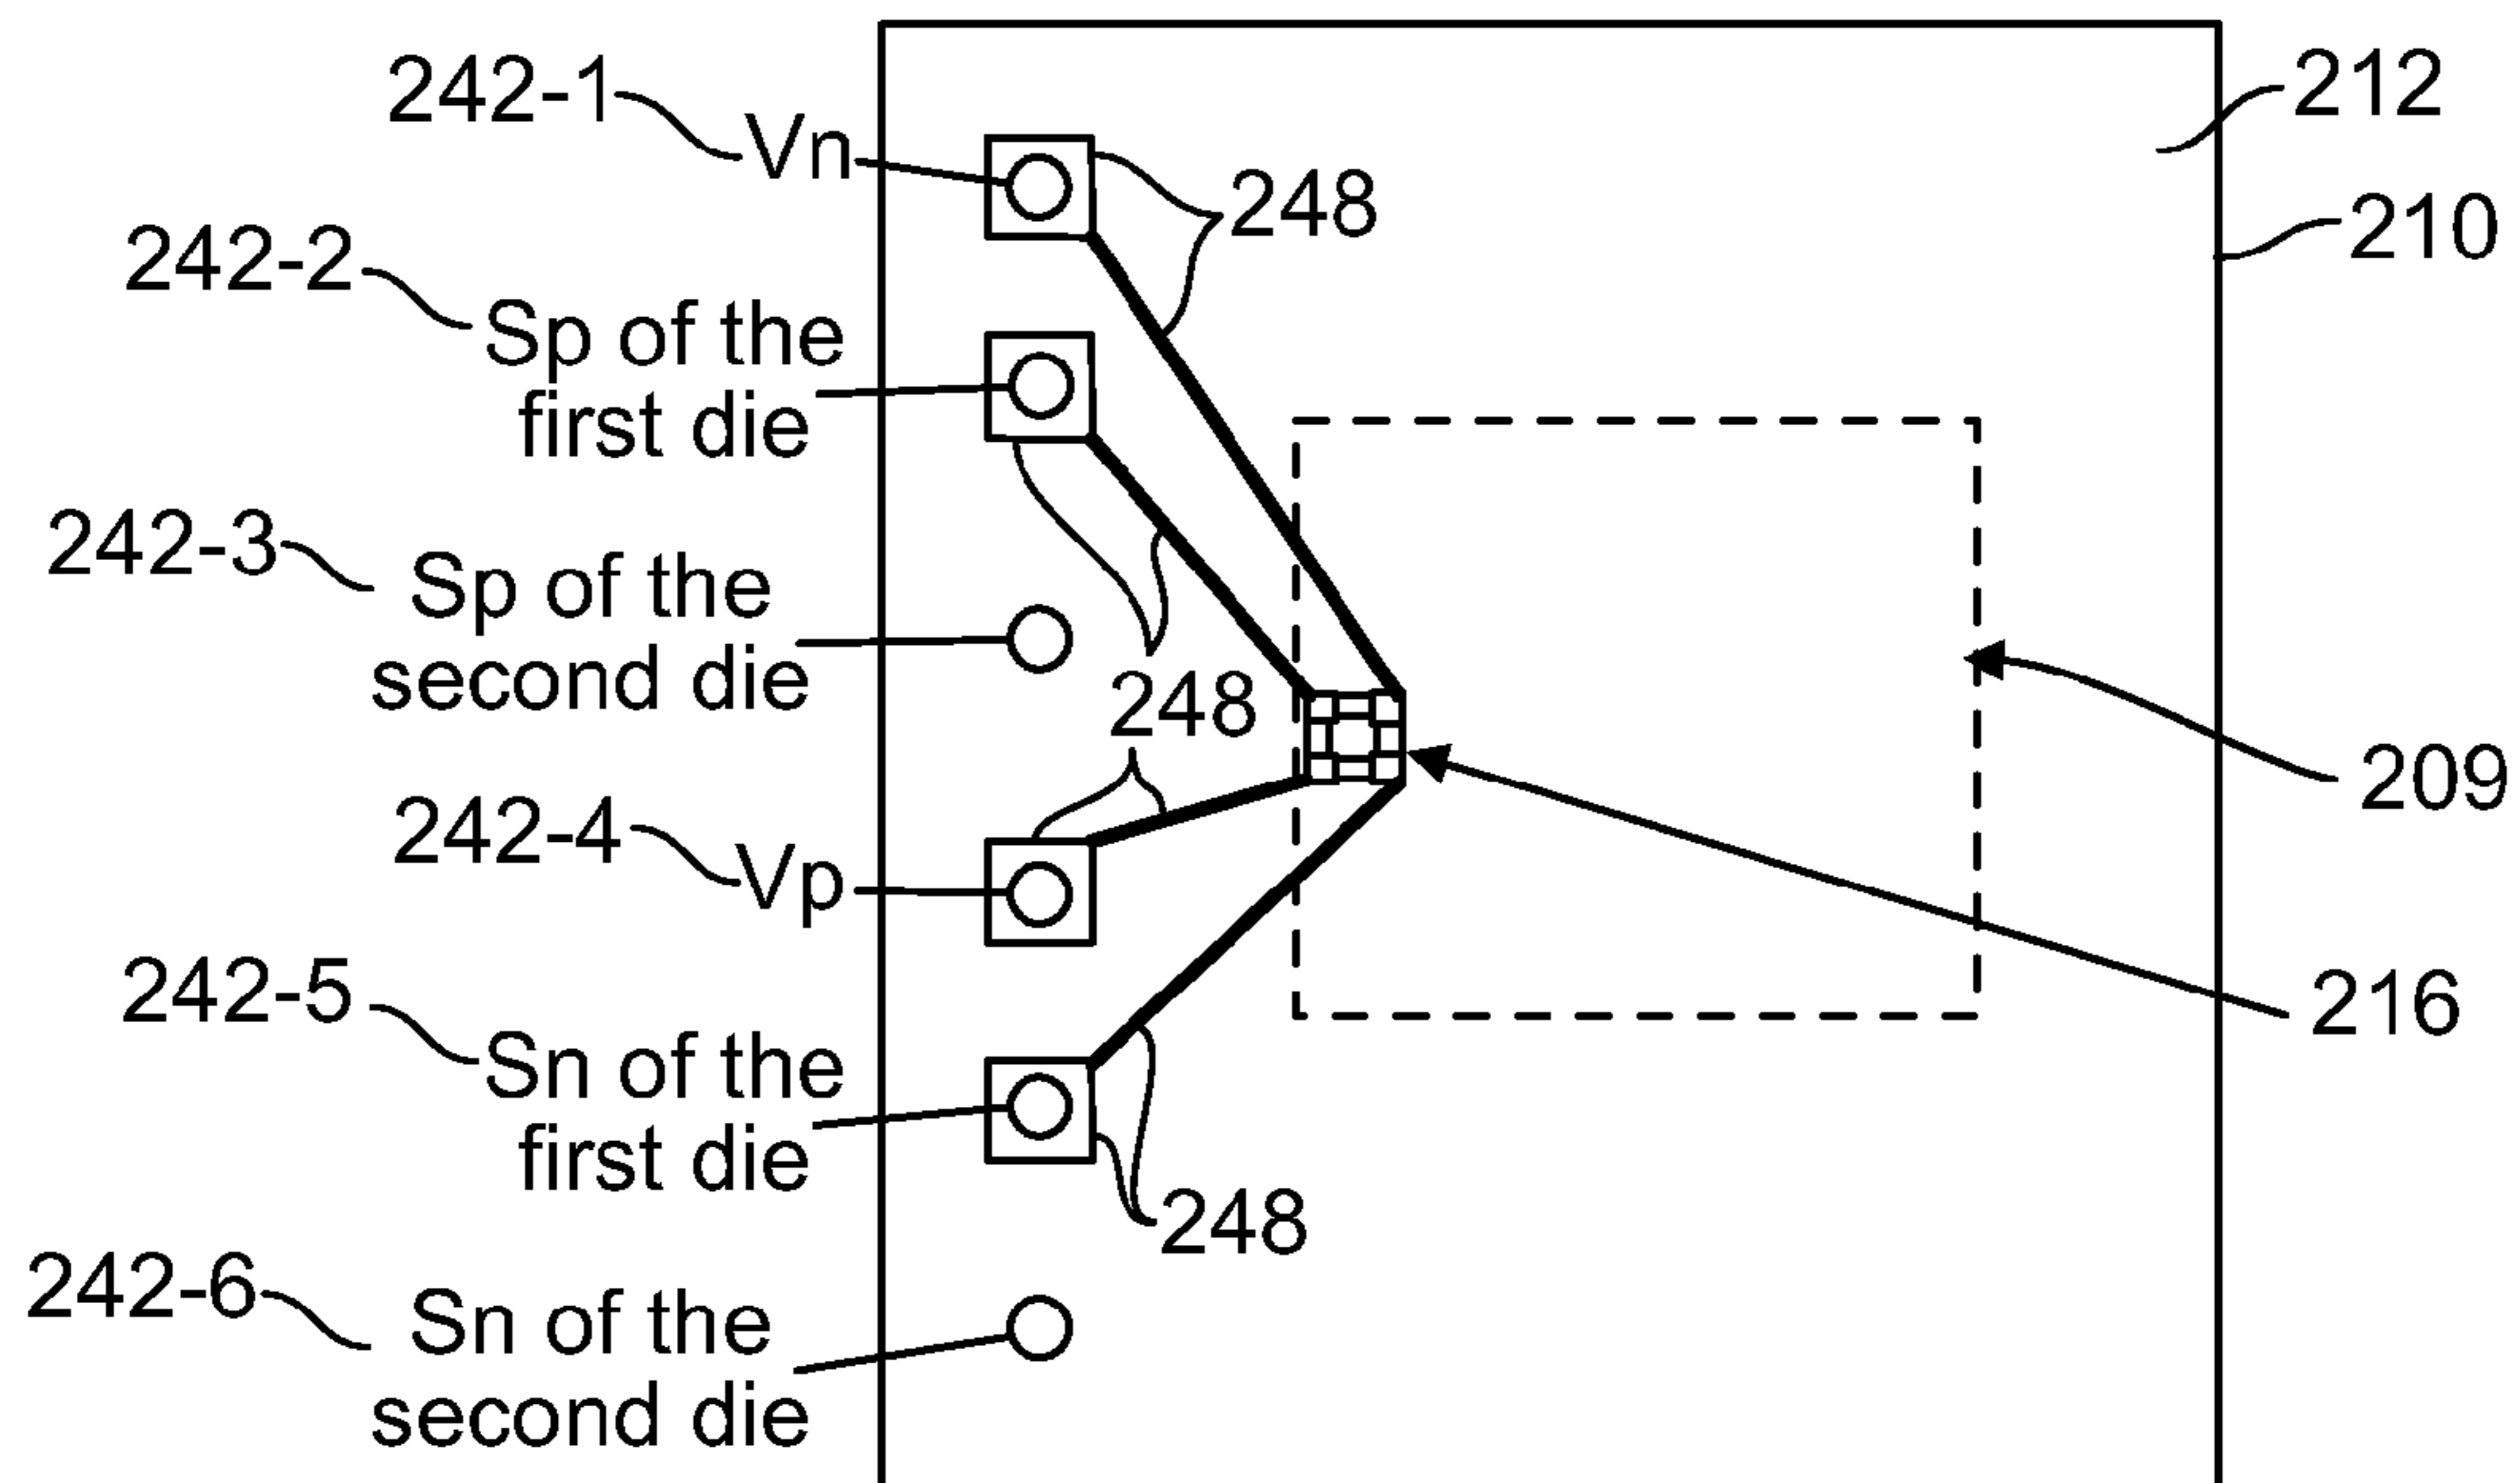 242-1
Vn
242-2
Sp of the
first die
242-3
Sp of the
second die
242-4
Vp
242-5
Sn of the
first die
242-6
Sn of the
second die
248
248
248
212
210
209
216